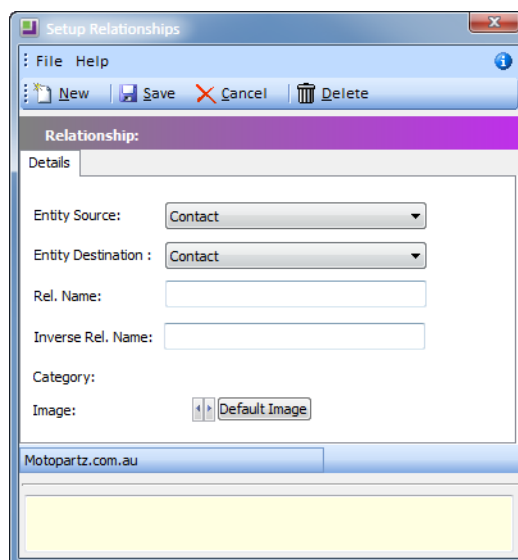 Setup Relationships
File Help
New Save Cancel Delete
Relationship:
Details
Entity Source: Contact
Entity Destination : Contact
Rel. Name:
Inverse Rel. Name:
Category:
Image: Default Image
Motopartz.com.au